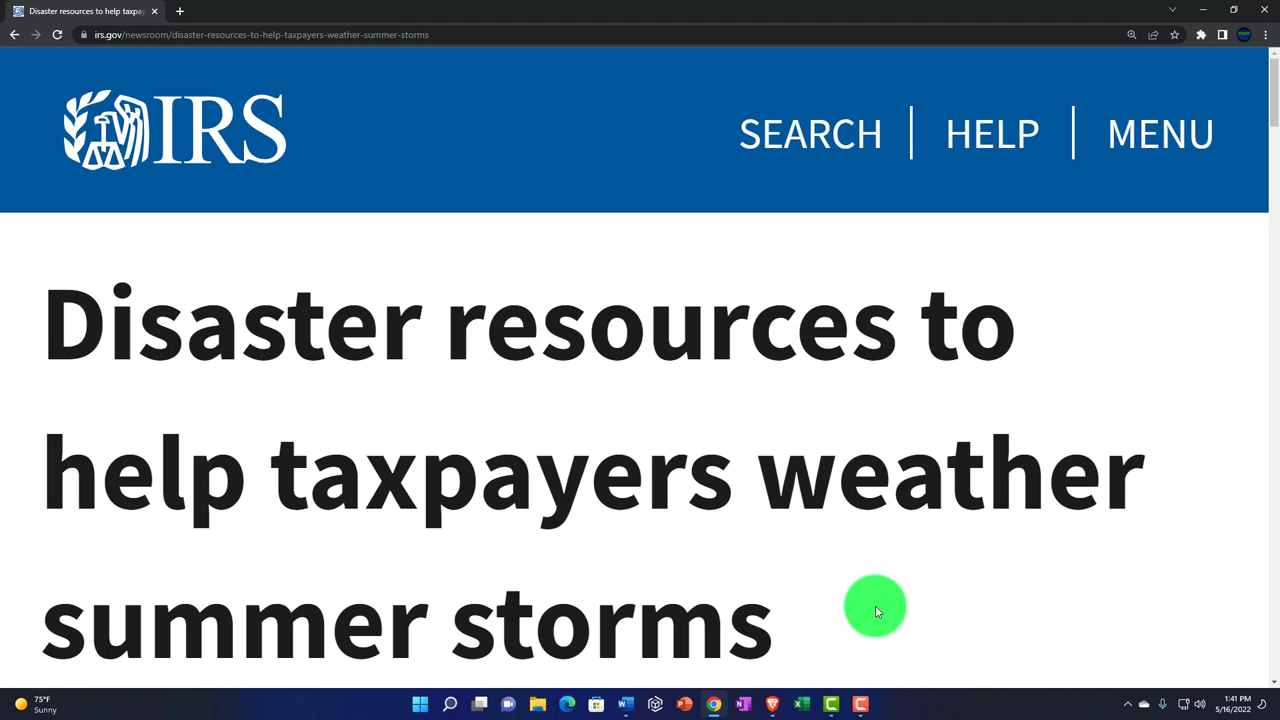 Disaster resources to help taxpay
irs.gov/newsroom/disaster-resources-to-help-taxpayers-weather-summer-storms
IRS
SEARCH
HELP
MENU
Disaster resources to
help taxpayers weather
summer storms
75°F
Sunny
1:41 PM
5/16/2022